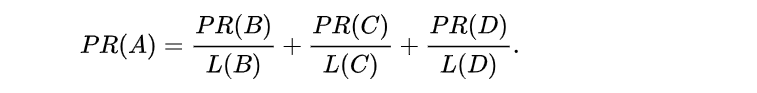 PR(A) = PR(B)/L(B) + PR(C)/L(C) + PR(D)/L(D).